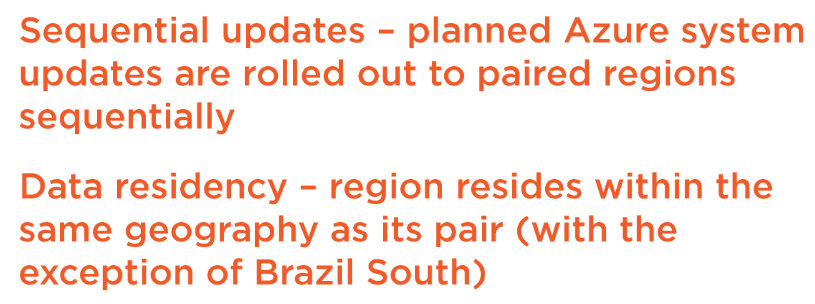 Sequential updates – planned Azure system
updates are rolled out to paired regions
sequentially
Data residency – region resides within the
same geography as its pair (with the
exception of Brazil South)